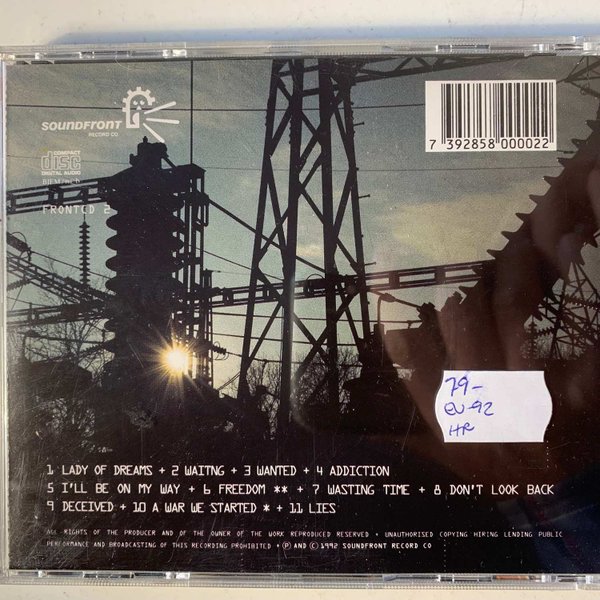 SOUNDFRONT
RECORD CO
COMPACT
disc
DIGITAL AUDIO
FRONTCD 2
7 392858 000022
79-
EU-92
HR
1 LADY OF DREAMS + 2 WAITNG + 3 WANTED + 4 ADDICTION
5 I'LL BE ON MY WAY + 6 FREEDOM ** + 7 WASTING TIME + 8 DON'T LOOK BACK
9 DECEIVED + 10 A WAR WE STARTED * + 11 LIES
ALL RIGHTS OF THE PRODUCER AND OF THE OWNER OF THE WORK REPRODUCED RESERVED + UNAUTHORISED COPYING HIRING LENDING PUBLIC
PERFORMANCE AND BROADCASTING OF THIS RECORDING PROHIBITED + Ⓟ AND © 1992 SOUNDFRONT RECORD CO